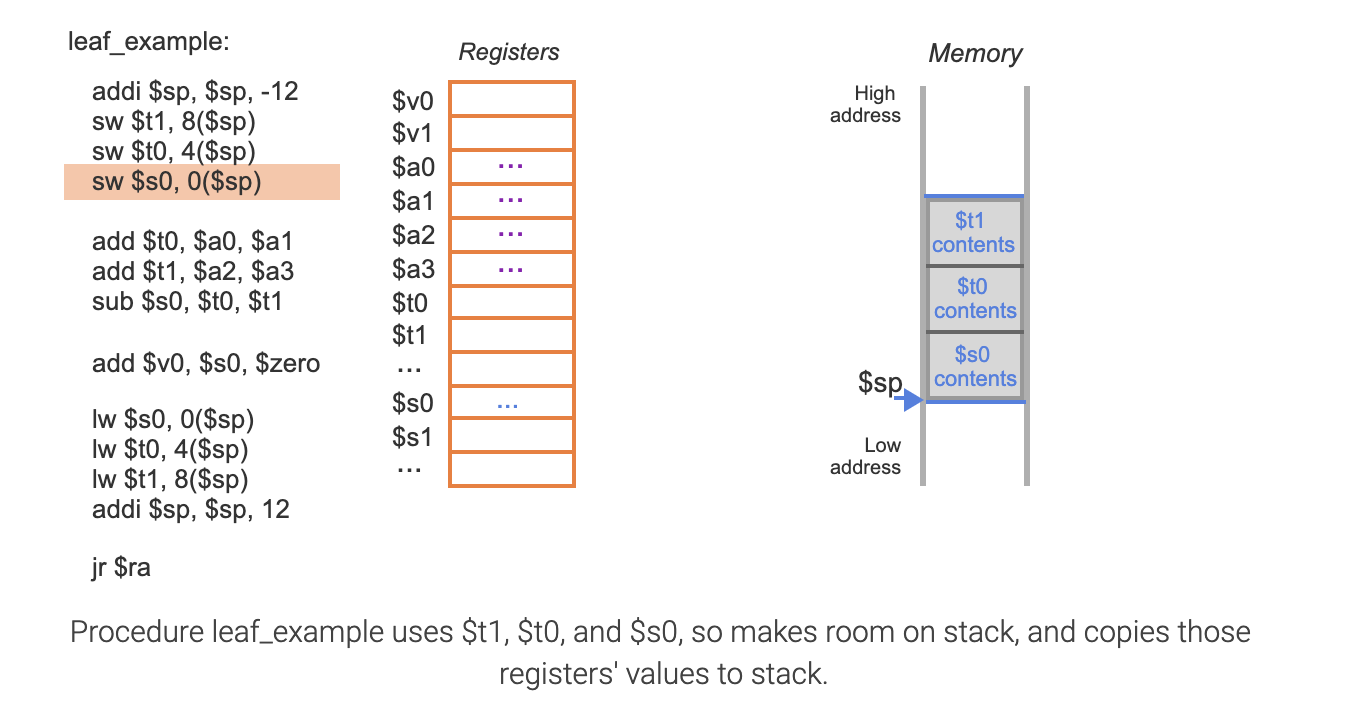 leaf_example:
addi $sp, $sp, -12
sw $t1, 8($sp)
sw $t0, 4($sp)
sw $s0, 0($sp)
add $t0, $a0, $a1
add $t1, $a2, $a3
sub $s0, $t0, $t1
add $v0, $s0, $zero
lw $s0, 0($sp)
lw $t0, 4($sp)
lw $t1, 8($sp)
addi $sp, $sp, 12
jr $ra
Registers
$v0
$v1
$a0 ...
$a1 ...
$a2 ...
$a3 ...
$t0
$t1
...
$s0 ...
$s1
...
Memory
High
address
$t1
contents
$t0
contents
$s0
contents
$sp
Low
address
Procedure leaf_example uses $t1, $t0, and $s0, so makes room on stack, and copies those
registers' values to stack.